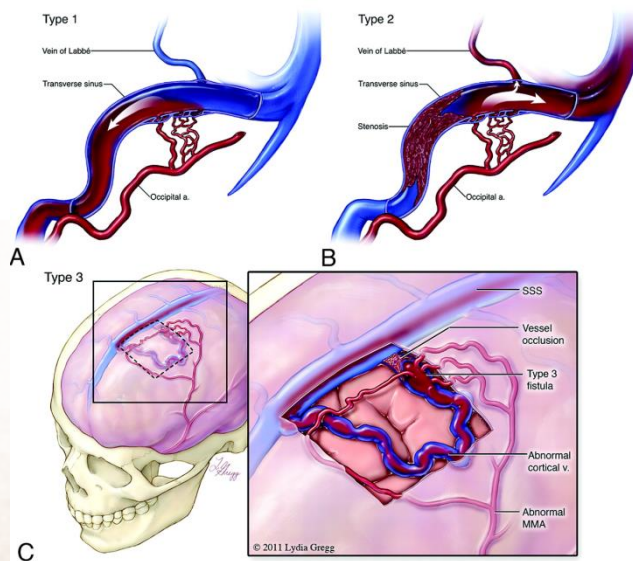 Type 1
Vein of Labbé
Transverse sinus
Occipital a.
A
Type 2
Vein of Labbé
Transverse sinus
Stenosis
Occipital a.
B
Type 3
SSS
Vessel
occlusion
Type 3
fistula
Abnormal
cortical v.
Abnormal
MMA
© 2011 Lydia Gregg
C